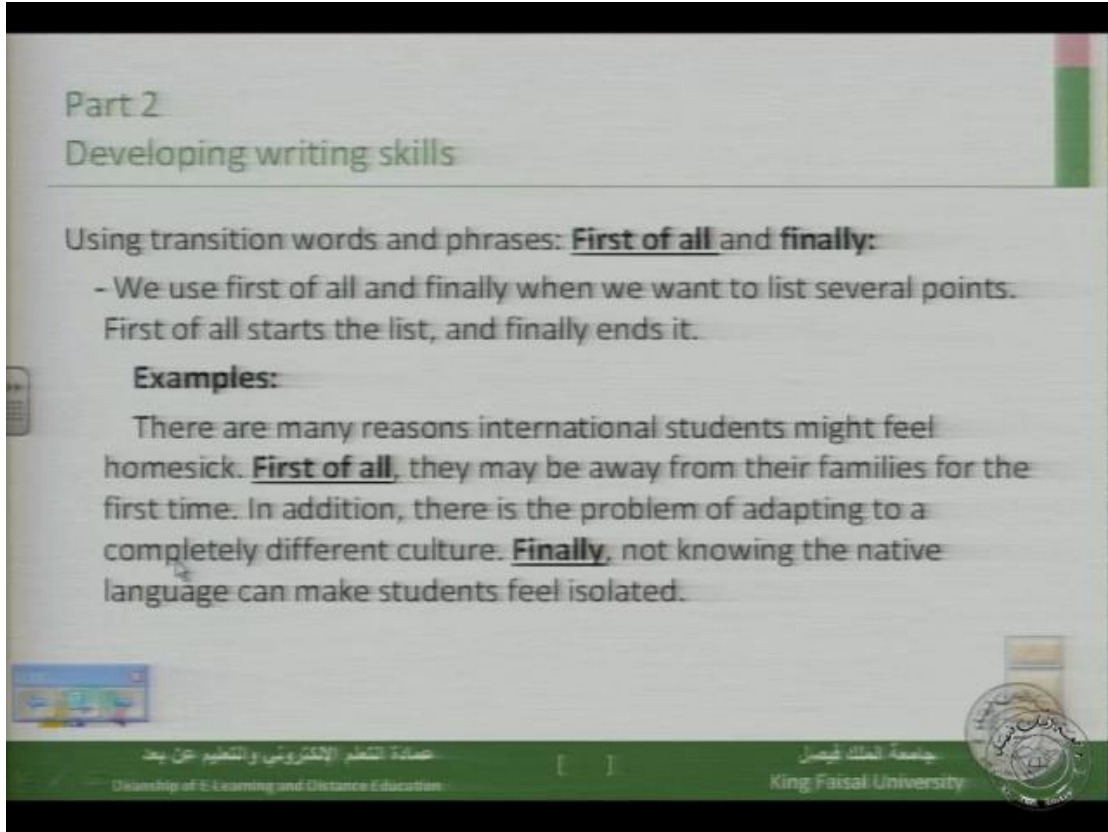 Part 2
Developing writing skills
Using transition words and phrases: First of all and finally:
- We use first of all and finally when we want to list several points.
First of all starts the list, and finally ends it.
Examples:
There are many reasons international students might feel
homesick. First of all, they may be away from their families for the
first time. In addition, there is the problem of adapting to a
completely different culture. Finally, not knowing the native
language can make students feel isolated.
عمادة التعلم الإلكتروني والتعليم عن بعد
Deanship of E-Learning and Distance Education
[ ]
جامعة الملك فيصل
King Faisal University